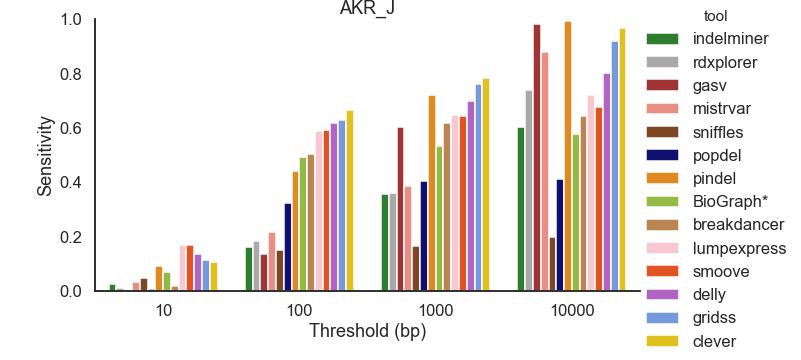 AKR_J
Sensitivity
1.0
0.8
0.6
0.4
0.2
0.0
10
100
1000
10000
Threshold (bp)
tool
indelminer
rdxplorer
gasv
mistrvar
sniffles
popdel
pindel
BioGraph*
breakdancer
lumpexpress
smoove
delly
gridss
clever